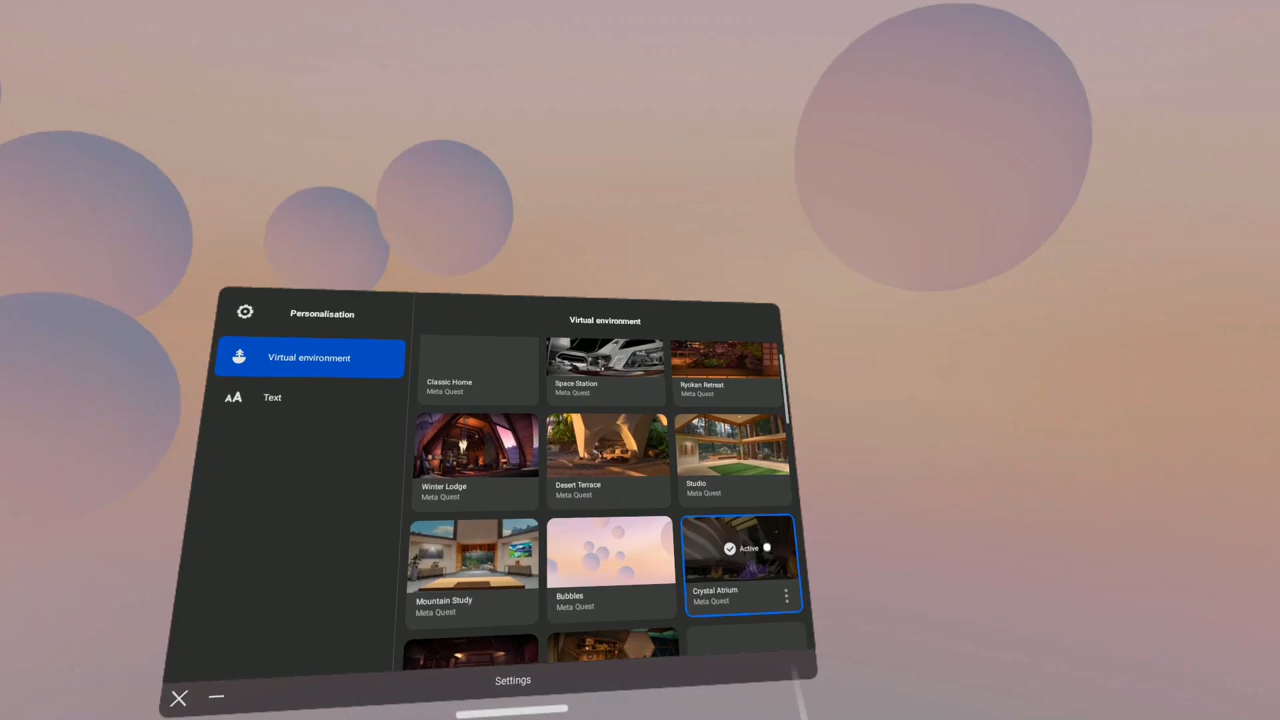 Personalisation
Virtual environment
Text
Virtual environment
Classic Home
Meta Quest
Space Station
Meta Quest
Ryokan Retreat
Meta Quest
Winter Lodge
Meta Quest
Desert Terrace
Meta Quest
Studio
Meta Quest
Mountain Study
Meta Quest
Bubbles
Meta Quest
Active
Crystal Atrium
Meta Quest
Settings